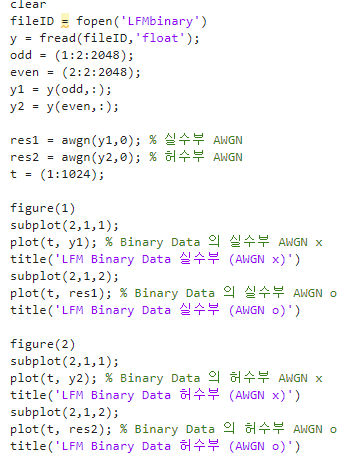 clear
fileID = fopen('LFMbinary')
y = fread(fileID,'float');
odd = (1:2:2048);
even = (2:2:2048);
y1 = y(odd,:);
y2 = y(even,:);
res1 = awgn(y1,0); % 실수부 AWGN
res2 = awgn(y2,0); % 허수부 AWGN
t = (1:1024);
figure(1)
subplot(2,1,1);
plot(t, y1); % Binary Data 의 실수부 AWGN x
title('LFM Binary Data 실수부 (AWGN x)')
subplot(2,1,2);
plot(t, res1); % Binary Data 의 실수부 AWGN o
title('LFM Binary Data 실수부 (AWGN o)')
figure(2)
subplot(2,1,1);
plot(t, y2); % Binary Data 의 허수부 AWGN x
title('LFM Binary Data 허수부 (AWGN x)')
subplot(2,1,2);
plot(t, res2); % Binary Data 의 허수부 AWGN o
title('LFM Binary Data 허수부 (AWGN o)')